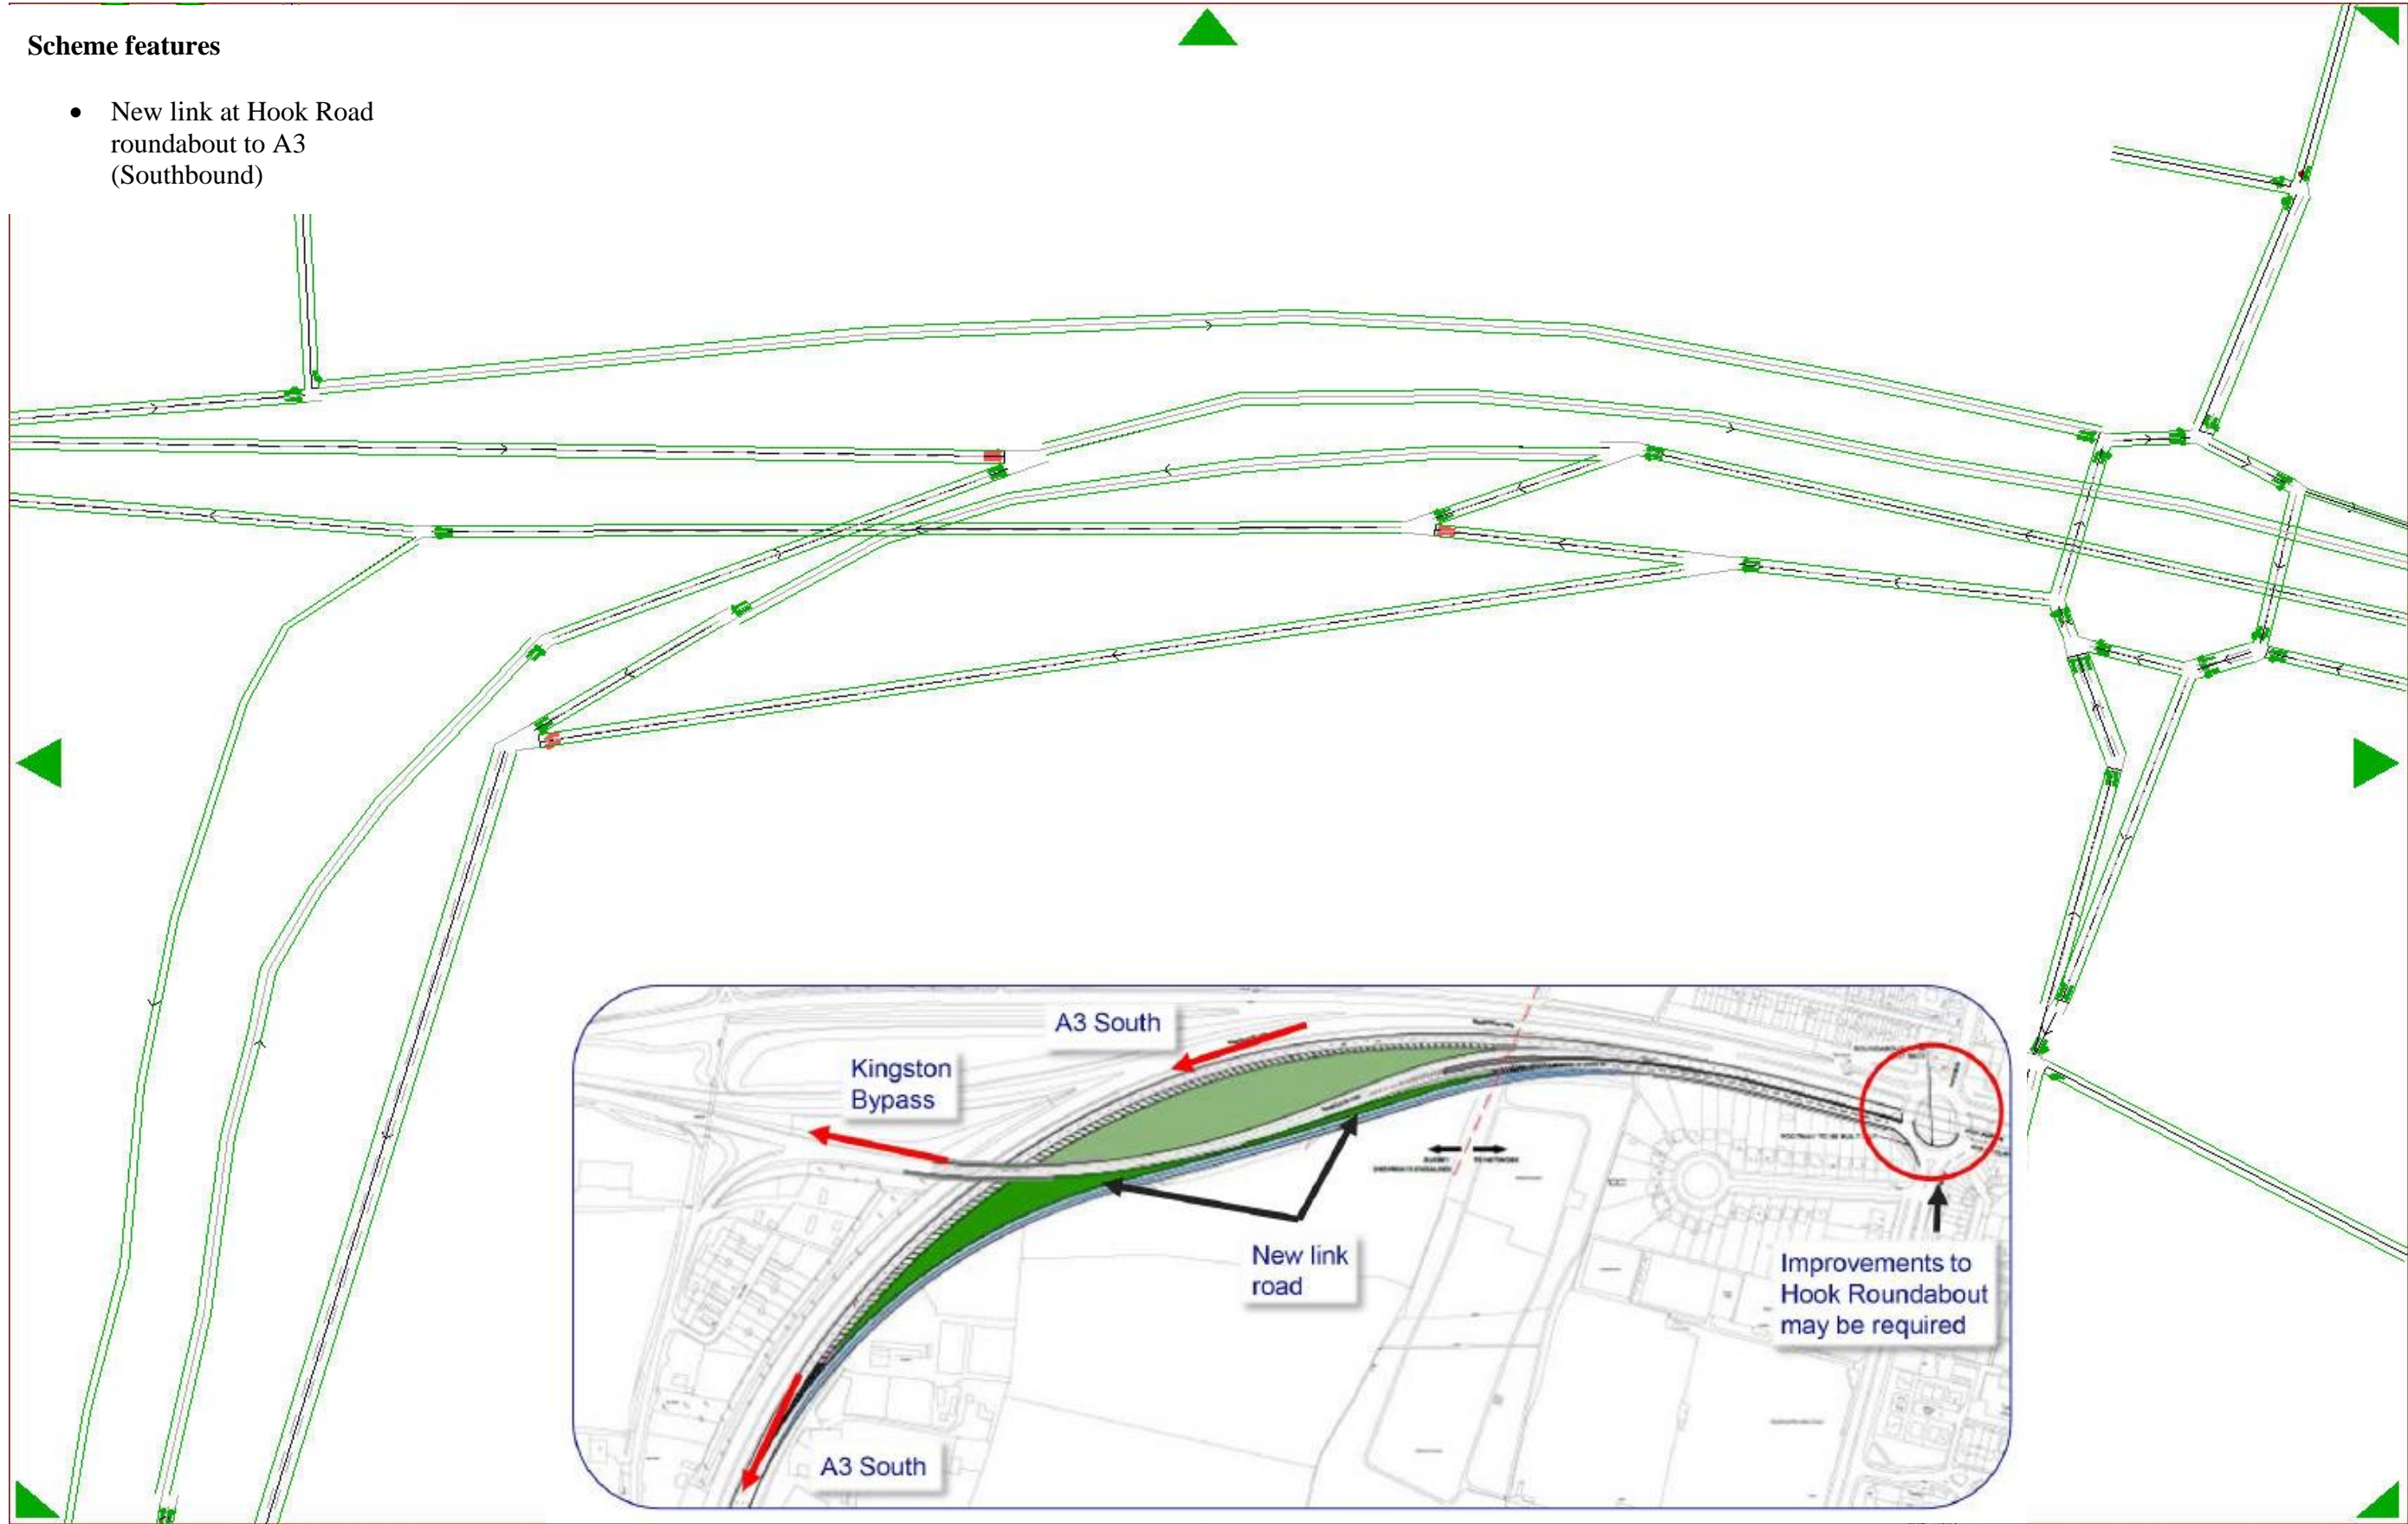 Scheme features
• New link at Hook Road
roundabout to A3
(Southbound)
A3 South
Kingston
Bypass
New link
road
Improvements to
Hook Roundabout
may be required
A3 South